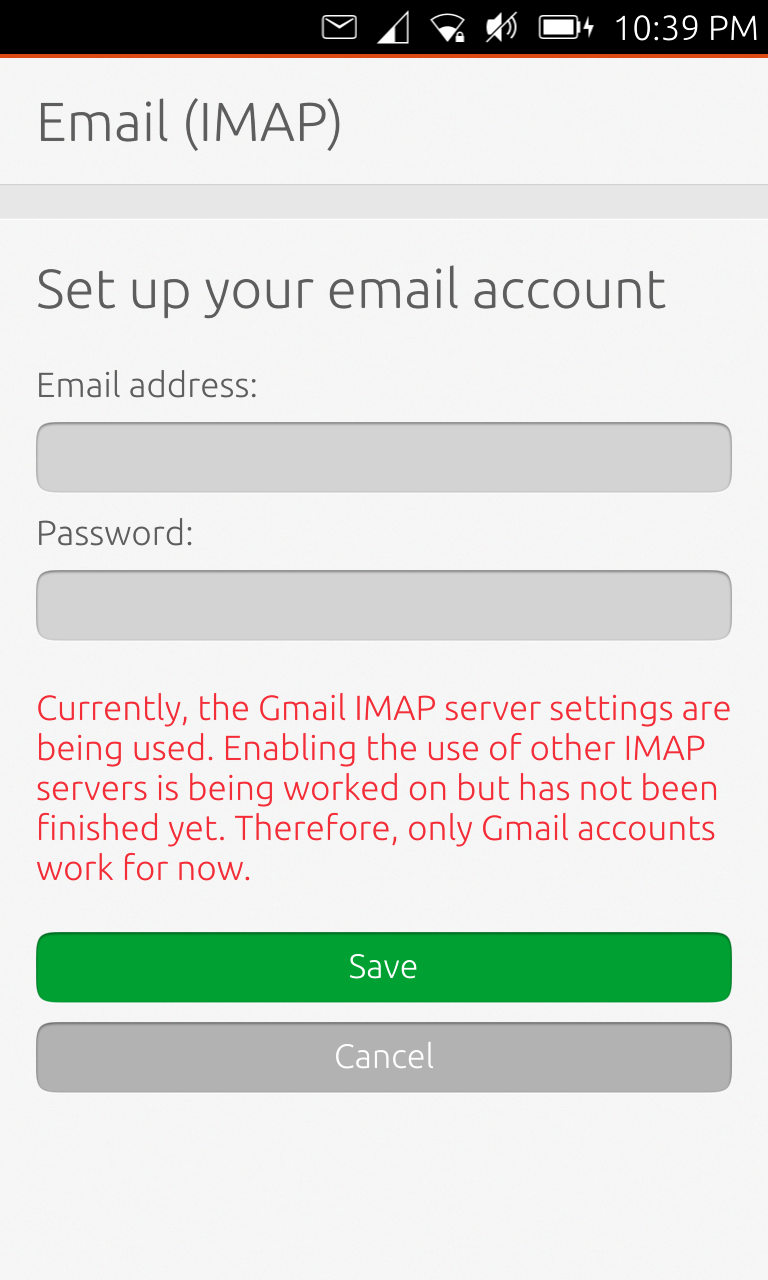 10:39 PM
Email (IMAP)
Set up your email account
Email address:
Password:
Currently, the Gmail IMAP server settings are
being used. Enabling the use of other IMAP
servers is being worked on but has not been
finished yet. Therefore, only Gmail accounts
work for now.
Save
Cancel